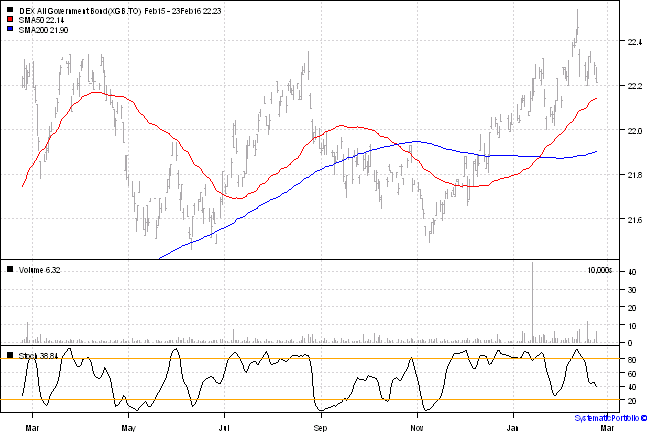 DEX All Government Bond(XGB.TO) Feb15 - 23Feb16 22.23
SMA50 22.14
SMA200 21.90
22.4
22.2
22.0
21.8
21.6
Volume 6.32
10,000s
40
30
20
10
0
Stoch 38.84
80
60
40
20
Mar
May
Jul
Sep
Nov
Jan
Mar
SystematicPortfolio ©